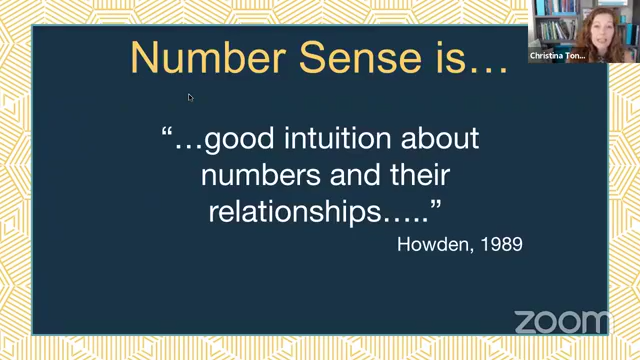 Number Sense is…
Christina Ton...
“…good intuition about
numbers and their
relationships…..”
Howden, 1989
zoom